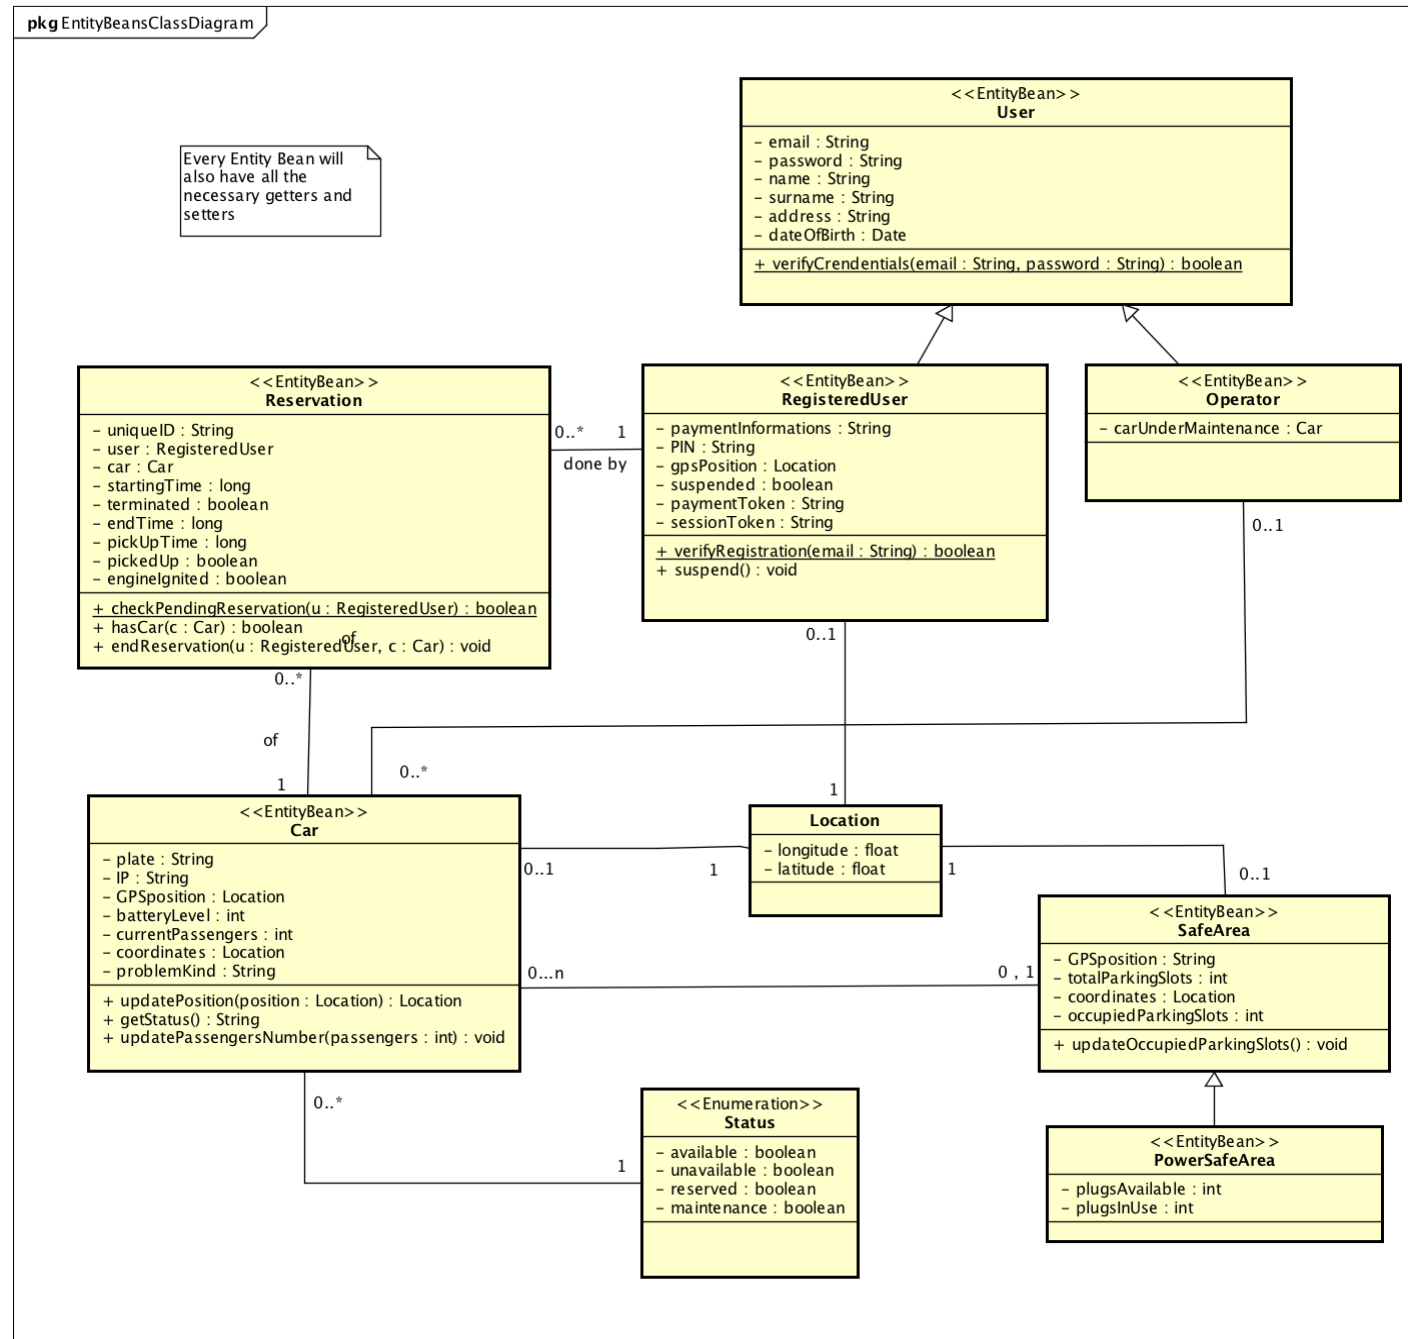 pkg EntityBeansClassDiagram
Every Entity Bean will
also have all the
necessary getters and
setters
<<EntityBean>>
User
- email : String
- password : String
- name : String
- surname : String
- address : String
- dateOfBirth : Date
+ verifyCrendentials(email : String, password : String) : boolean
<<EntityBean>>
Reservation
- uniqueID : String
- user : RegisteredUser
- car : Car
- startingTime : long
- terminated : boolean
- endTime : long
- pickUpTime : long
- pickedUp : boolean
- engineIgnited : boolean
+ checkPendingReservation(u : RegisteredUser) : boolean
+ hasCar(c : Car) : boolean
of
+ endReservation(u : RegisteredUser, c : Car) : void
0..* 1
done by
<<EntityBean>>
RegisteredUser
- paymentInformations : String
- PIN : String
- gpsPosition : Location
- suspended : boolean
- paymentToken : String
- sessionToken : String
+ verifyRegistration(email : String) : boolean
+ suspend() : void
<<EntityBean>>
Operator
- carUnderMaintenance : Car
0..1
0..1
0..*
of
0..*
1
1
<<EntityBean>>
Car
- plate : String
- IP : String
- GPSposition : Location
- batteryLevel : int
- currentPassengers : int
- coordinates : Location
- problemKind : String
+ updatePosition(position : Location) : Location
+ getStatus() : String
+ updatePassengersNumber(passengers : int) : void
Location
- longitude : float
- latitude : float
0..1
1
1
0..1
<<EntityBean>>
SafeArea
- GPSposition : String
- totalParkingSlots : int
- coordinates : Location
- occupiedParkingSlots : int
+ updateOccupiedParkingSlots() : void
0...n
0 , 1
0..*
1
<<Enumeration>>
Status
- available : boolean
- unavailable : boolean
- reserved : boolean
- maintenance : boolean
<<EntityBean>>
PowerSafeArea
- plugsAvailable : int
- plugsInUse : int